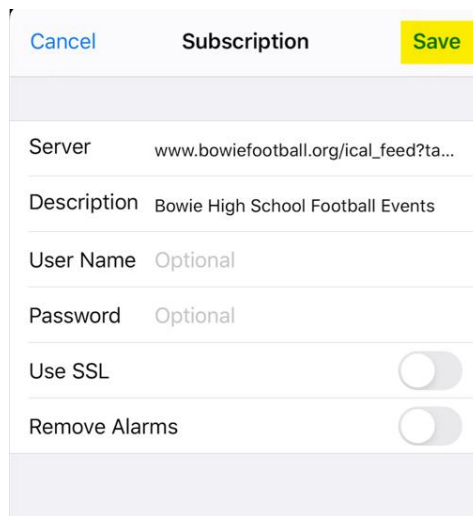 Cancel Subscription Save
Server www.bowiefootball.org/ical_feed?ta...
Description Bowie High School Football Events
User Name Optional
Password Optional
Use SSL
Remove Alarms